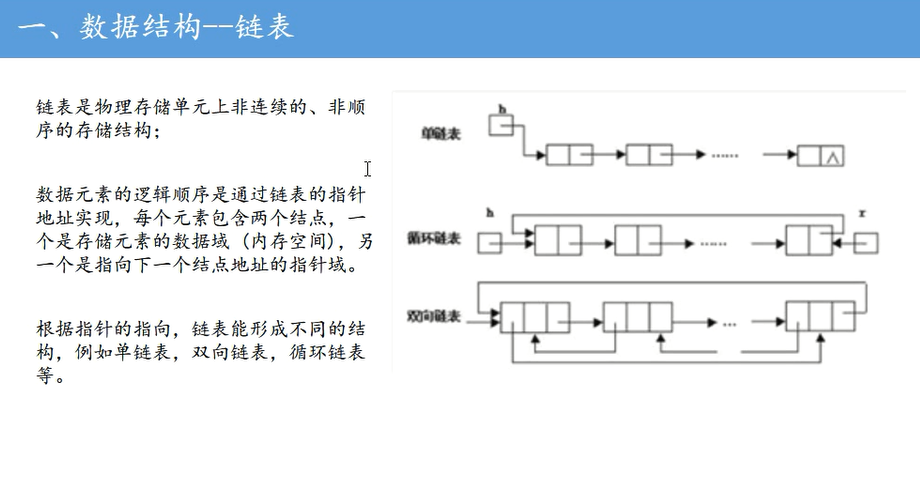 一、数据结构--链表
链表是物理存储单元上非连续的、非顺
序的存储结构；
数据元素的逻辑顺序是通过链表的指针
地址实现，每个元素包含两个结点，一
个是存储元素的数据域（内存空间），另
一个是指向下一个结点地址的指针域。
根据指针的指向，链表能形成不同的结
构，例如单链表，双向链表，循环链表
等。
h
单链表
……
∧
h
r
循环链表
……
双向链表
…